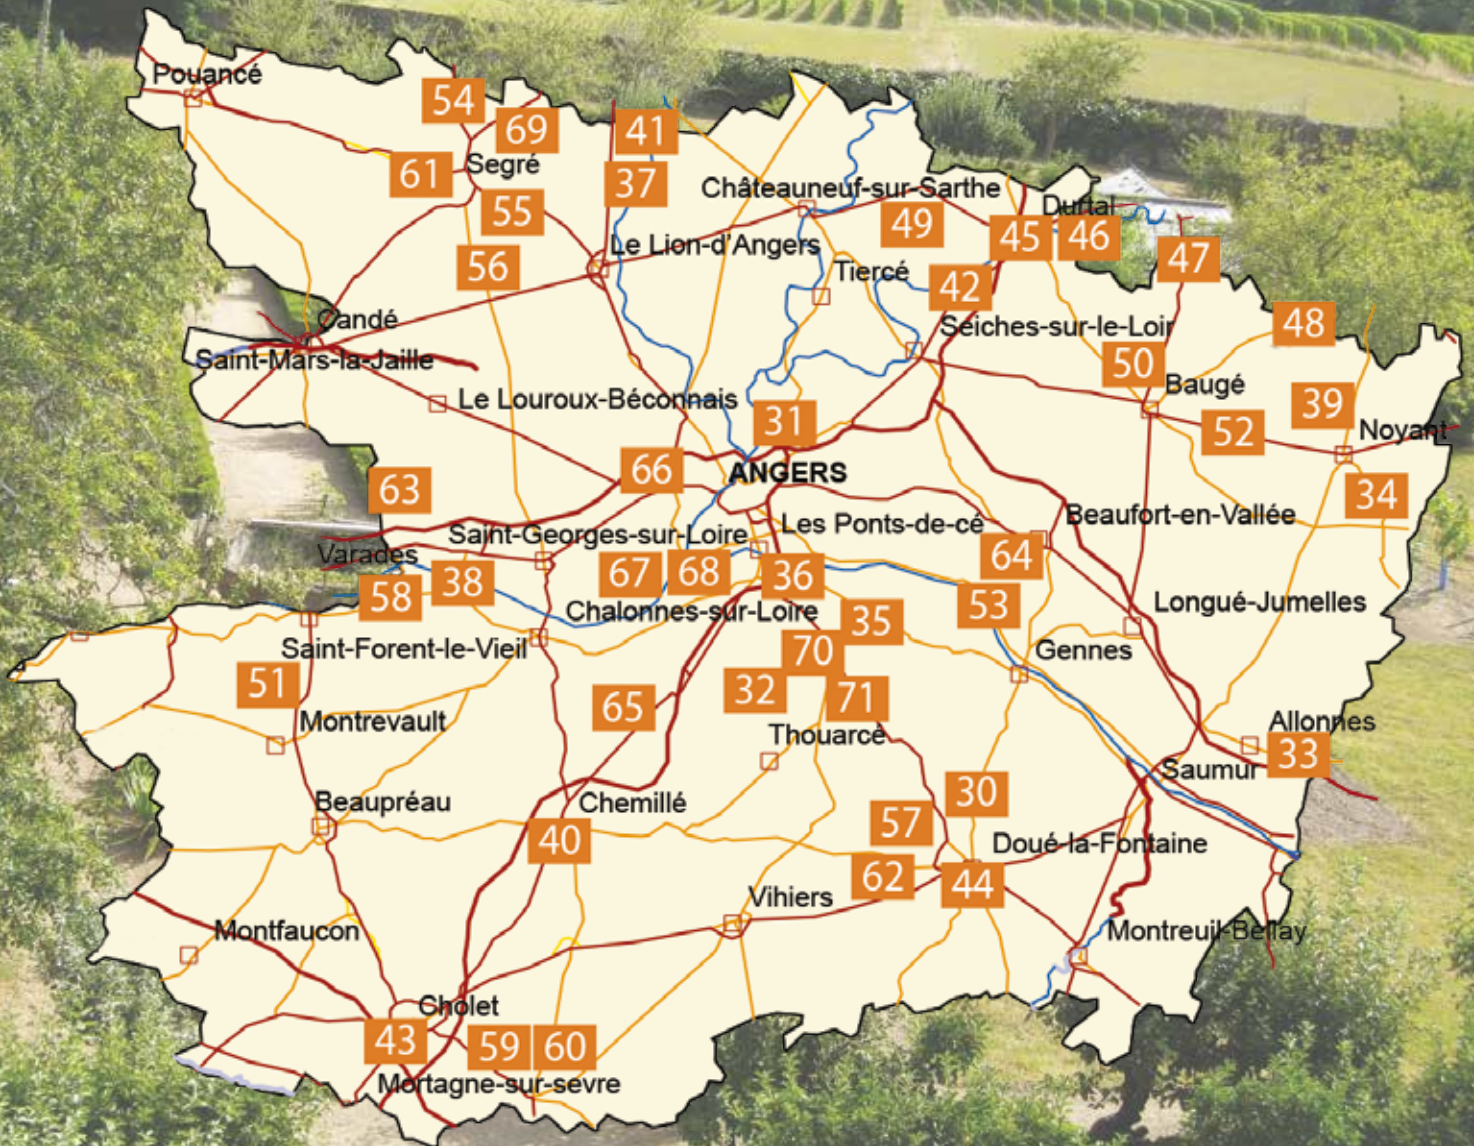 Pouancé
54
69
41
61
Segré
37
Châteauneuf-sur-Sarthe
55
49
Durtal
45
46
Le Lion-d'Angers
47
56
Tiercé
42
Candé
Seiches-sur-le-Loir
48
Saint-Mars-la-Jaille
50
Baugé
Le Louroux-Béconnais
39
31
52
Noyant
66
ANGERS
63
34
Beaufort-en-Vallée
Saint-Georges-sur-Loire
Les Ponts-de-cé
Varades
64
67
68
36
58
38
53
Longué-Jumelles
Chalonnes-sur-Loire
35
Saint-Forent-le-Vieil
70
Gennes
51
32
71
65
Montrevault
Allonnes
Thouarcé
33
Saumur
30
Beaupréau
Chemillé
57
40
Doué-la-Fontaine
62
44
Vihiers
Montfaucon
Montreuil-Bellay
Cholet
43
59
60
Mortagne-sur-sevre